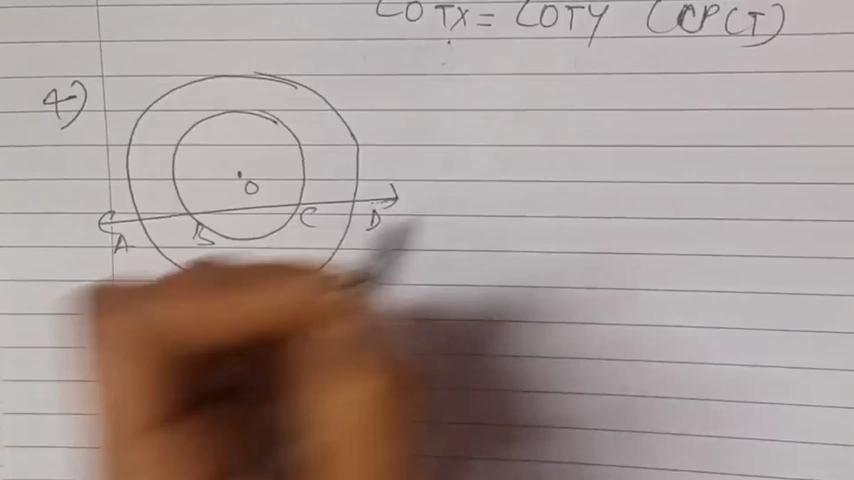 ∠OTX = ∠OTY (CPCT)
4)
O
A B C D